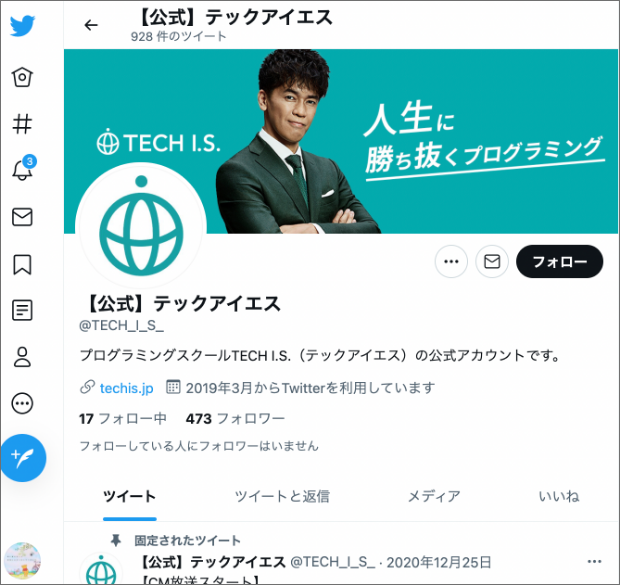 【公式】テックアイエス
928 件のツイート
TECH I.S.
人生に
勝ち抜くプログラミング
3
フォロー
【公式】テックアイエス
@TECH_I_S_
プログラミングスクールTECH I.S.（テックアイエス）の公式アカウントです。
techis.jp 2019年3月からTwitterを利用しています
17 フォロー中 473 フォロワー
フォローしている人にフォロワーはいません
ツイート ツイートと返信 メディア いいね
固定されたツイート
【公式】テックアイエス @TECH_I_S_ · 2020年12月25日
【CM放送スタート】